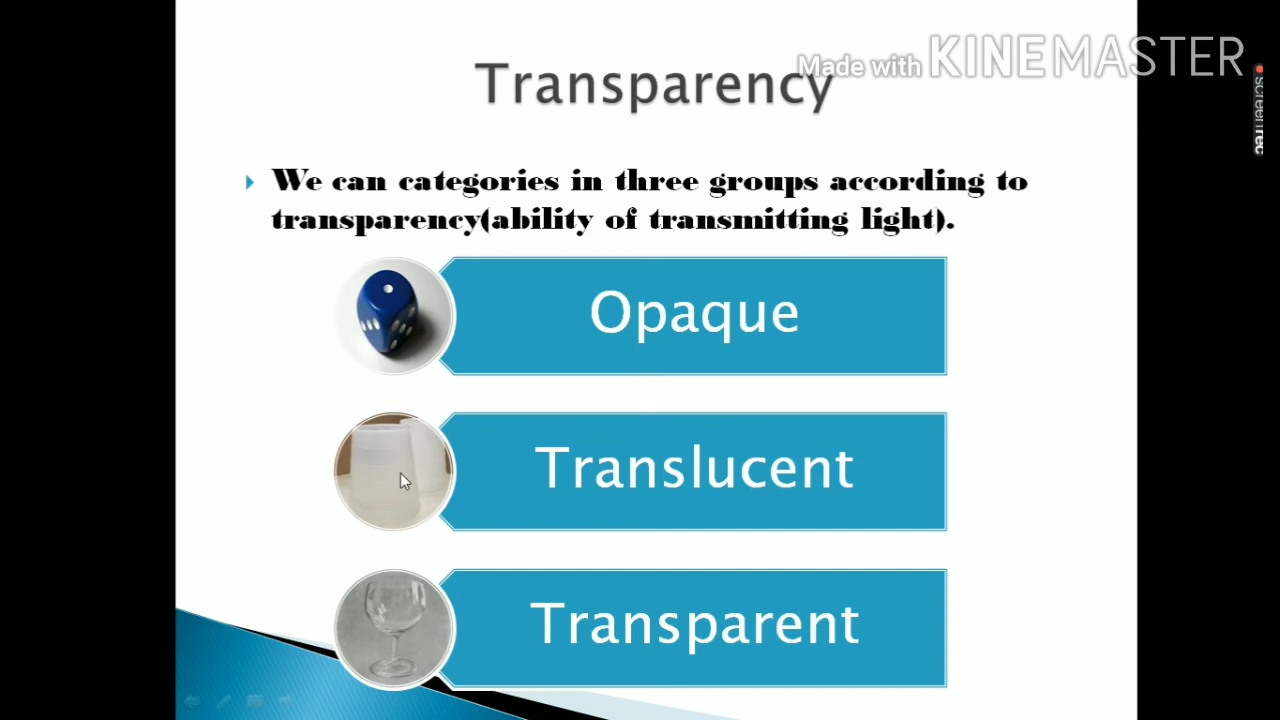 Made with KINEMASTER
screenrec
Transparency
We can categories in three groups according to
transparency(ability of transmitting light).
Opaque
Translucent
Transparent